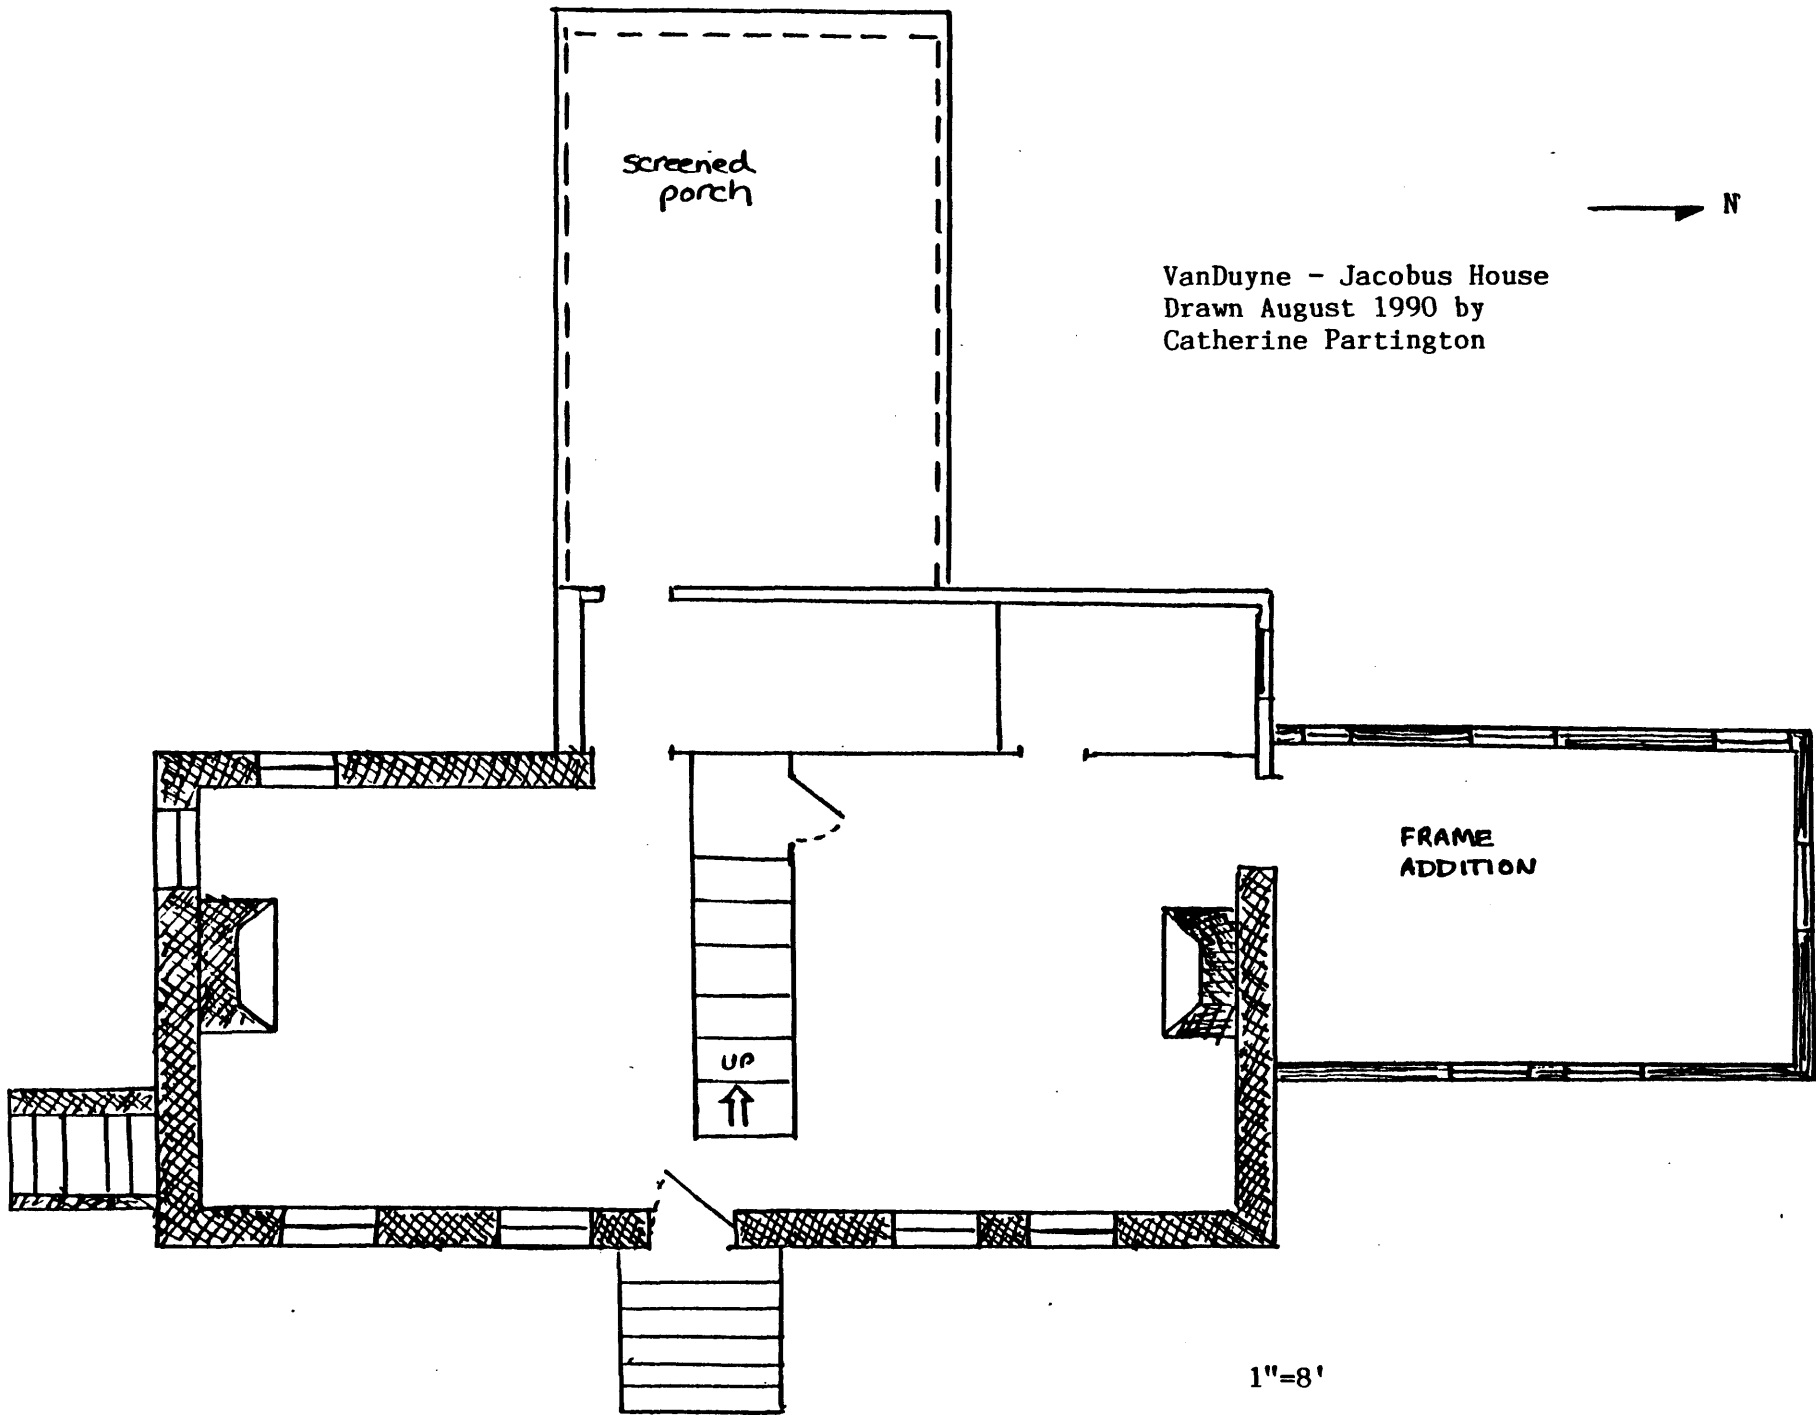 screened
porch
N
VanDuyne - Jacobus House
Drawn August 1990 by
Catherine Partington
FRAME
ADDITION
UP
1"=8'